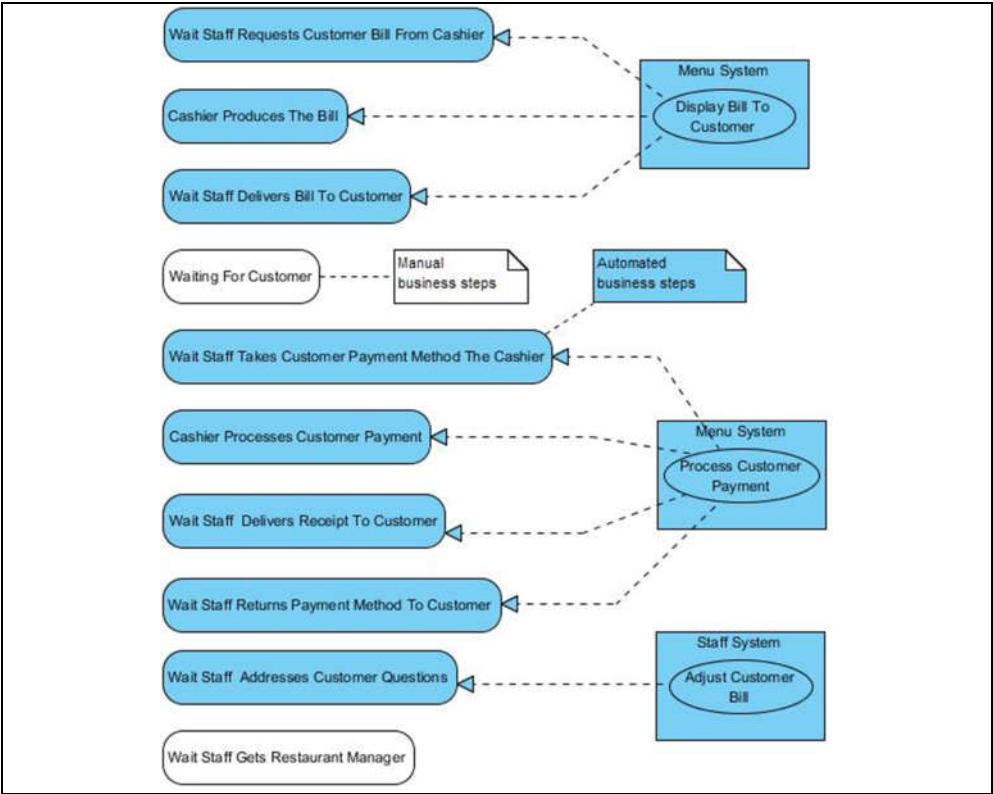 Wait Staff Requests Customer Bill From Cashier
Menu System
Display Bill To
Customer
Cashier Produces The Bill
Wait Staff Delivers Bill To Customer
Waiting For Customer
Manual
business steps
Automated
business steps
Wait Staff Takes Customer Payment Method The Cashier
Cashier Processes Customer Payment
Menu System
Process Customer
Payment
Wait Staff Delivers Receipt To Customer
Wait Staff Returns Payment Method To Customer
Staff System
Adjust Customer
Bill
Wait Staff Addresses Customer Questions
Wait Staff Gets Restaurant Manager